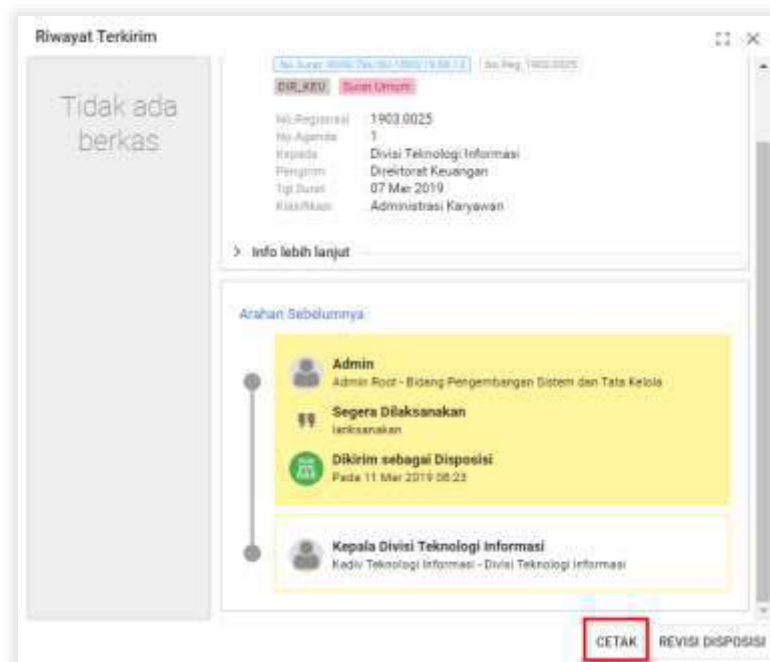 Riwayat Terkirim
Tidak ada
berkas
DIR_KEU Surat Umum
No.Registrasi 1903.0025
No.Agenda 1
Kepada Divisi Teknologi Informasi
Pengirim Direktorat Keuangan
Tgl Surat 07 Mar 2019
Klasifikasi Administrasi Karyawan
Info lebih lanjut
Arahan Sebelumnya
Admin
Admin Root - Bidang Pengembangan Sistem dan Tata Kelola
Segera Dilaksanakan
lanksanakan
Dikirim sebagai Disposisi
Pada 11 Mar 2019 08:23
Kepala Divisi Teknologi Informasi
Kadiv Teknologi Informasi - Divisi Teknologi Informasi
CETAK REVISI DISPOSISI